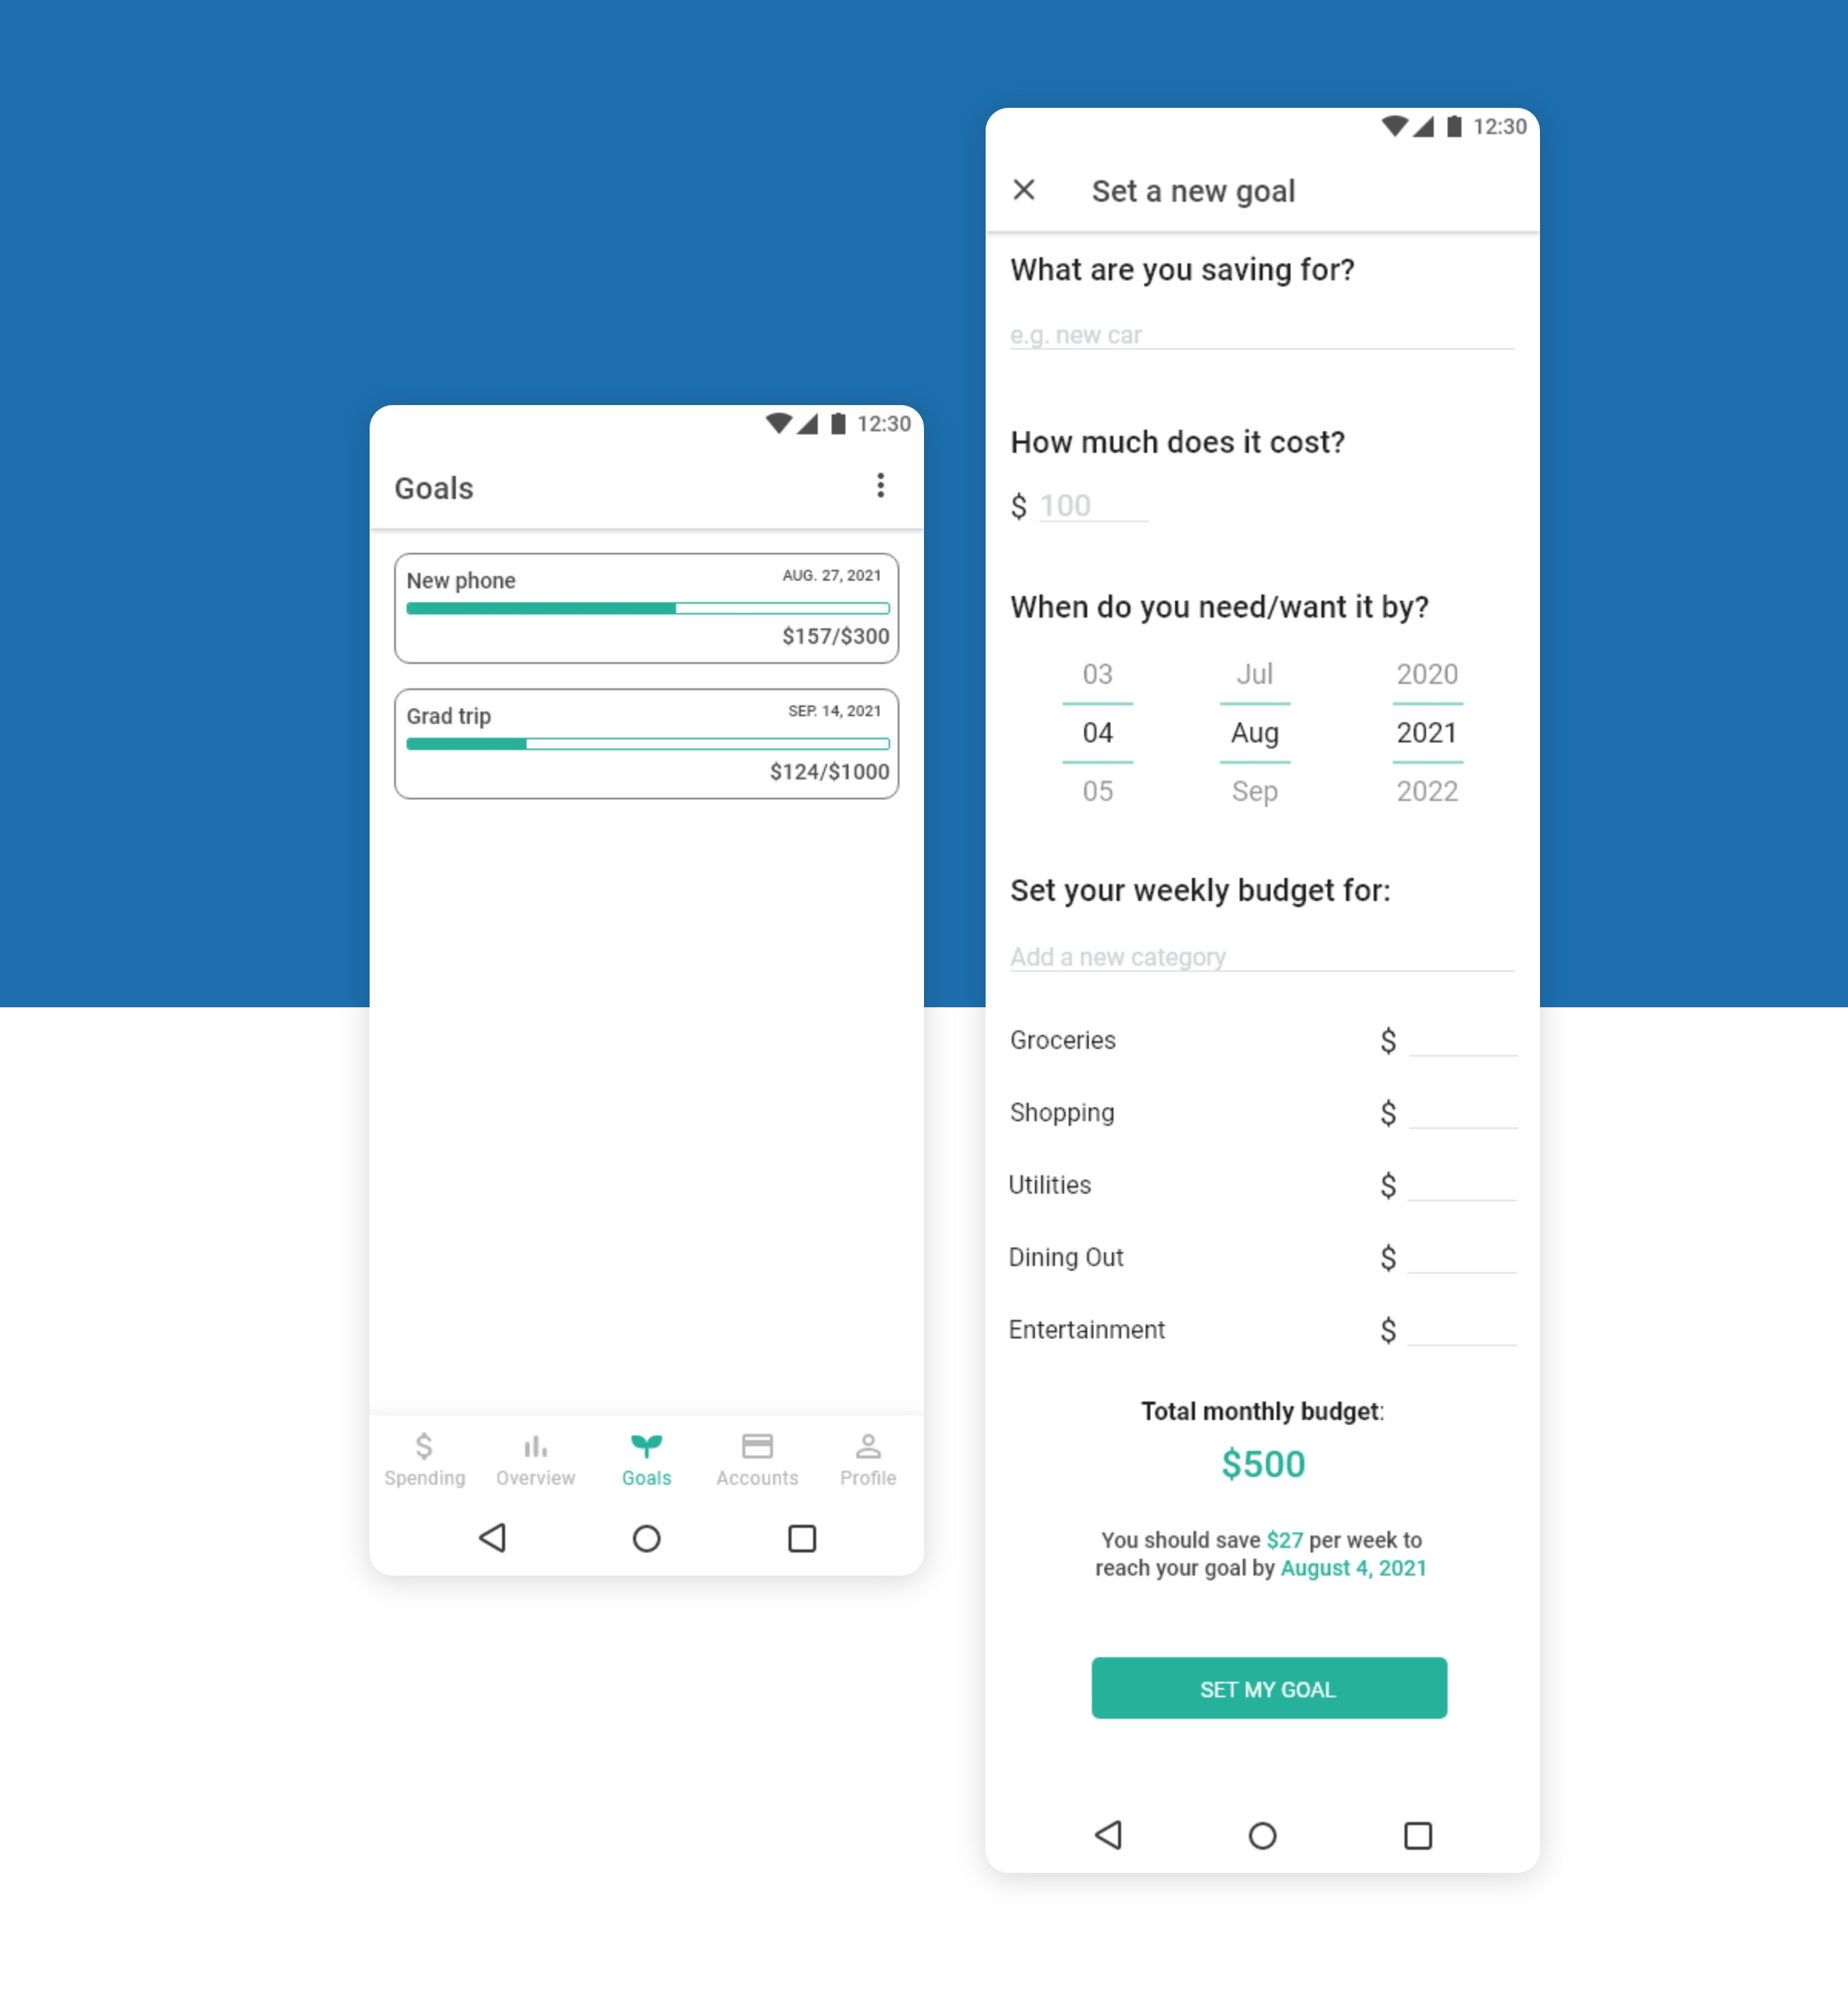 12:30
Goals
New phone
AUG. 27, 2021
$157/$300
Grad trip
SEP. 14, 2021
$124/$1000
Spending
Overview
Goals
Accounts
Profile
12:30
Set a new goal
What are you saving for?
e.g. new car
How much does it cost?
$ 100
When do you need/want it by?
03 Jul 2020
04 Aug 2021
05 Sep 2022
Set your weekly budget for:
Add a new category
Groceries $
Shopping $
Utilities $
Dining Out $
Entertainment $
Total monthly budget:
$500
You should save $27 per week to
reach your goal by August 4, 2021
SET MY GOAL